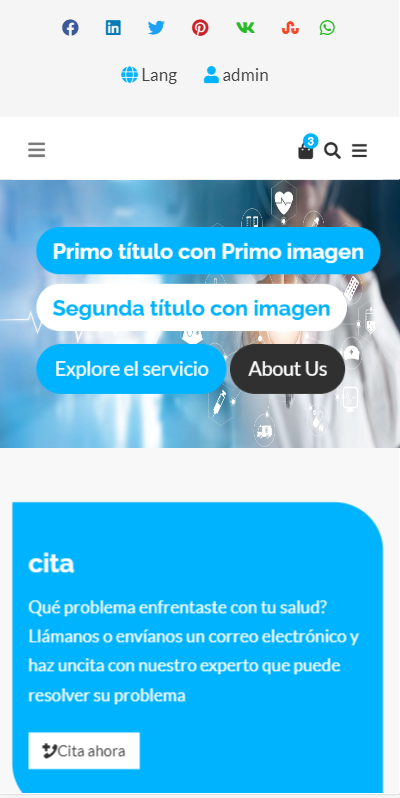 Lang admin
3
Primo título con Primo imagen
Segunda título con imagen
Explore el servicio About Us
cita
Qué problema enfrentaste con tu salud?
Llámanos o envíanos un correo electrónico y
haz uncita con nuestro experto que puede
resolver su problema
Cita ahora